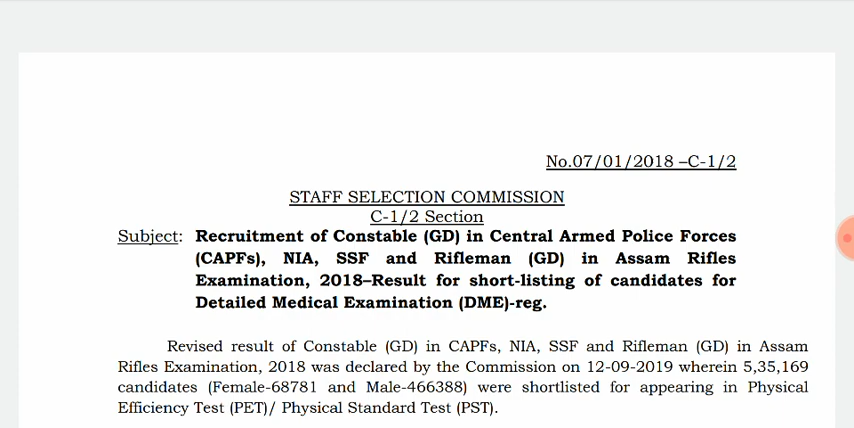 No.07/01/2018 –C-1/2
STAFF SELECTION COMMISSION
C-1/2 Section
Subject: Recruitment of Constable (GD) in Central Armed Police Forces
(CAPFs), NIA, SSF and Rifleman (GD) in Assam Rifles
Examination, 2018–Result for short-listing of candidates for
Detailed Medical Examination (DME)-reg.
Revised result of Constable (GD) in CAPFs, NIA, SSF and Rifleman (GD) in Assam
Rifles Examination, 2018 was declared by the Commission on 12-09-2019 wherein 5,35,169
candidates (Female-68781 and Male-466388) were shortlisted for appearing in Physical
Efficiency Test (PET)/ Physical Standard Test (PST).